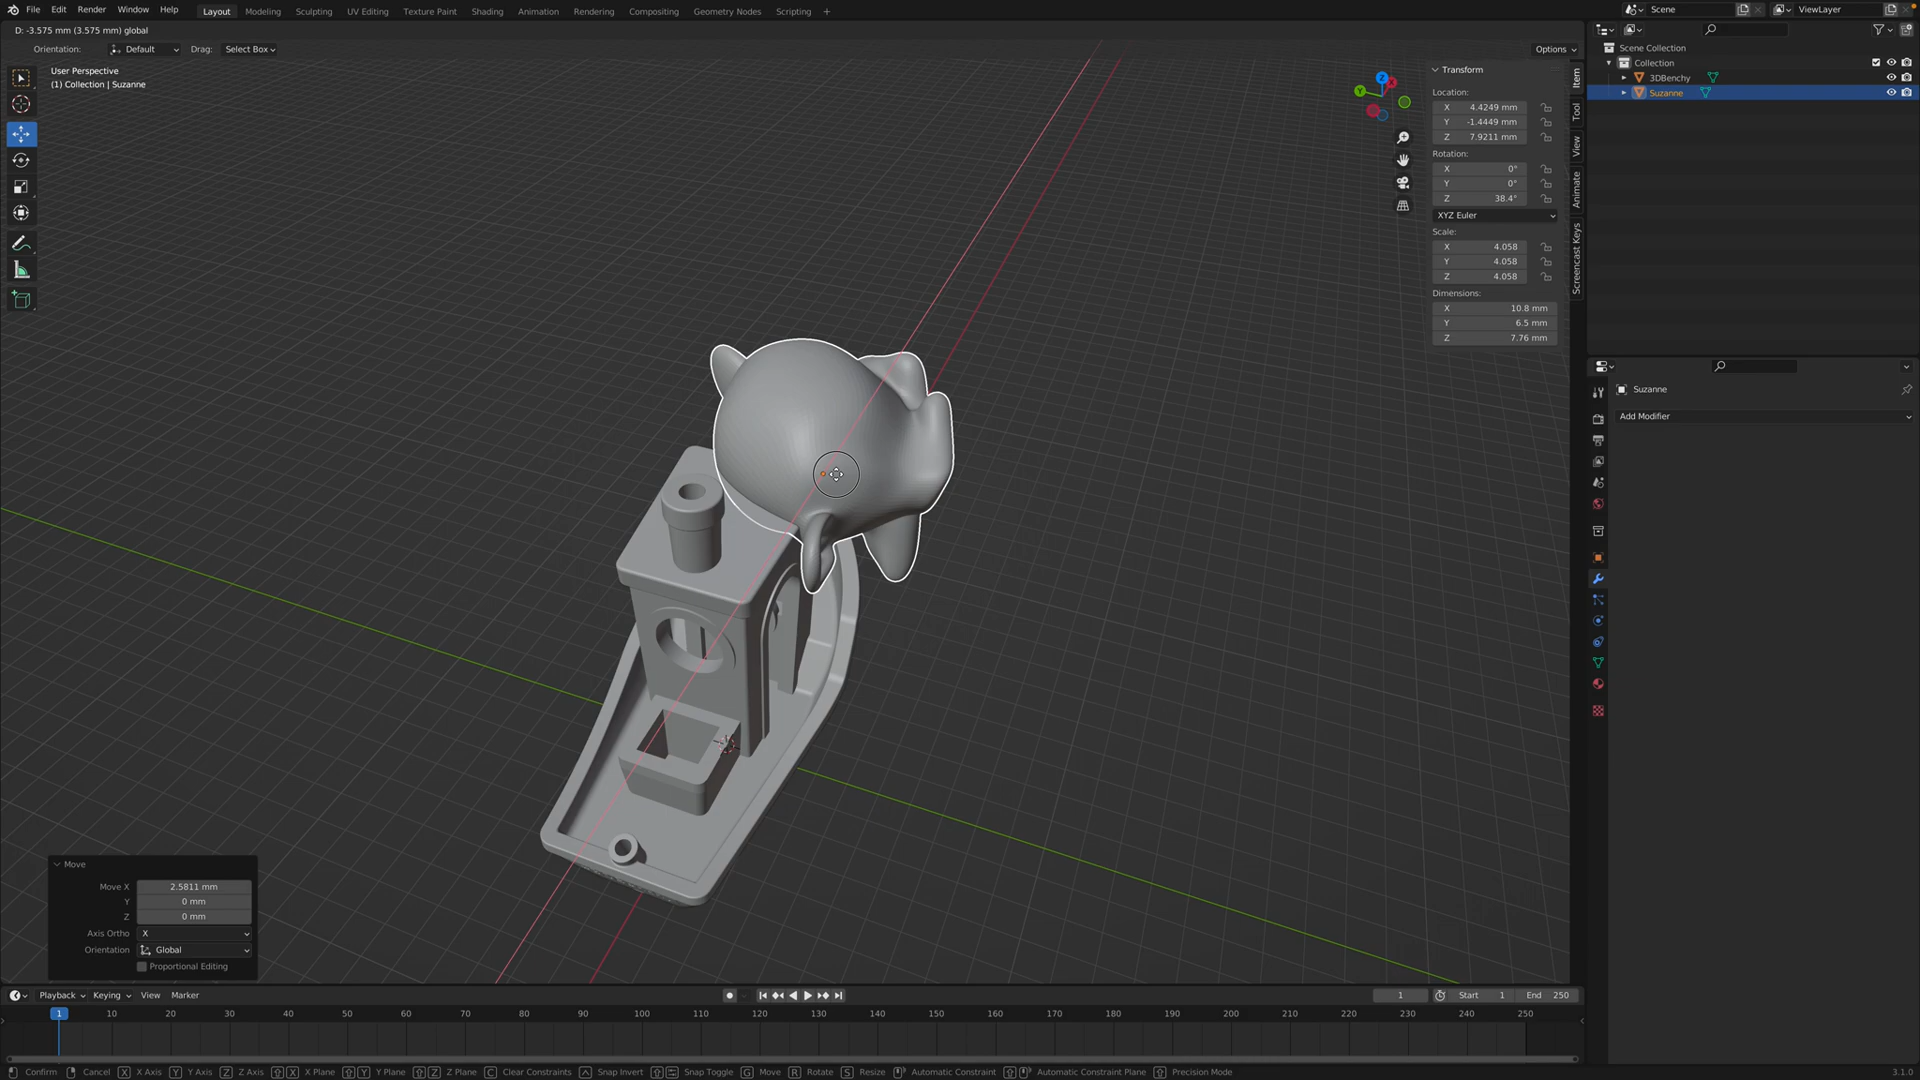 File Edit Render Window Help Layout Modeling Sculpting UV Editing Texture Paint Shading Animation Rendering Compositing Geometry Nodes Scripting + Scene ViewLayer
D: -3.575 mm (3.575 mm) global
Orientation: Default Drag: Select Box Options
User Perspective
(1) Collection | Suzanne
Transform
Location:
X 4.4249 mm
Y -1.4449 mm
Z 7.9211 mm
Rotation:
X 0°
Y 0°
Z 38.4°
XYZ Euler
Scale:
X 4.058
Y 4.058
Z 4.058
Dimensions:
X 10.8 mm
Y 6.5 mm
Z 7.76 mm
Item
Tool
View
Animate
Screencast Keys
Z
Y
X
Scene Collection
Collection
3DBenchy
Suzanne
Suzanne
Add Modifier
Move
Move X 2.5811 mm
Y 0 mm
Z 0 mm
Axis Ortho X
Orientation Global
Proportional Editing
Playback Keying View Marker 1 Start 1 End 250
1 10 20 30 40 50 60 70 80 90 100 110 120 130 140 150 160 170 180 190 200 210 220 230 240 250
Confirm Cancel X X Axis Y Y Axis Z Z Axis X X Plane Y Y Plane Z Z Plane C Clear Constraints Snap Invert Snap Toggle G Move R Rotate S Resize Automatic Constraint Automatic Constraint Plane Precision Mode 3.1.0